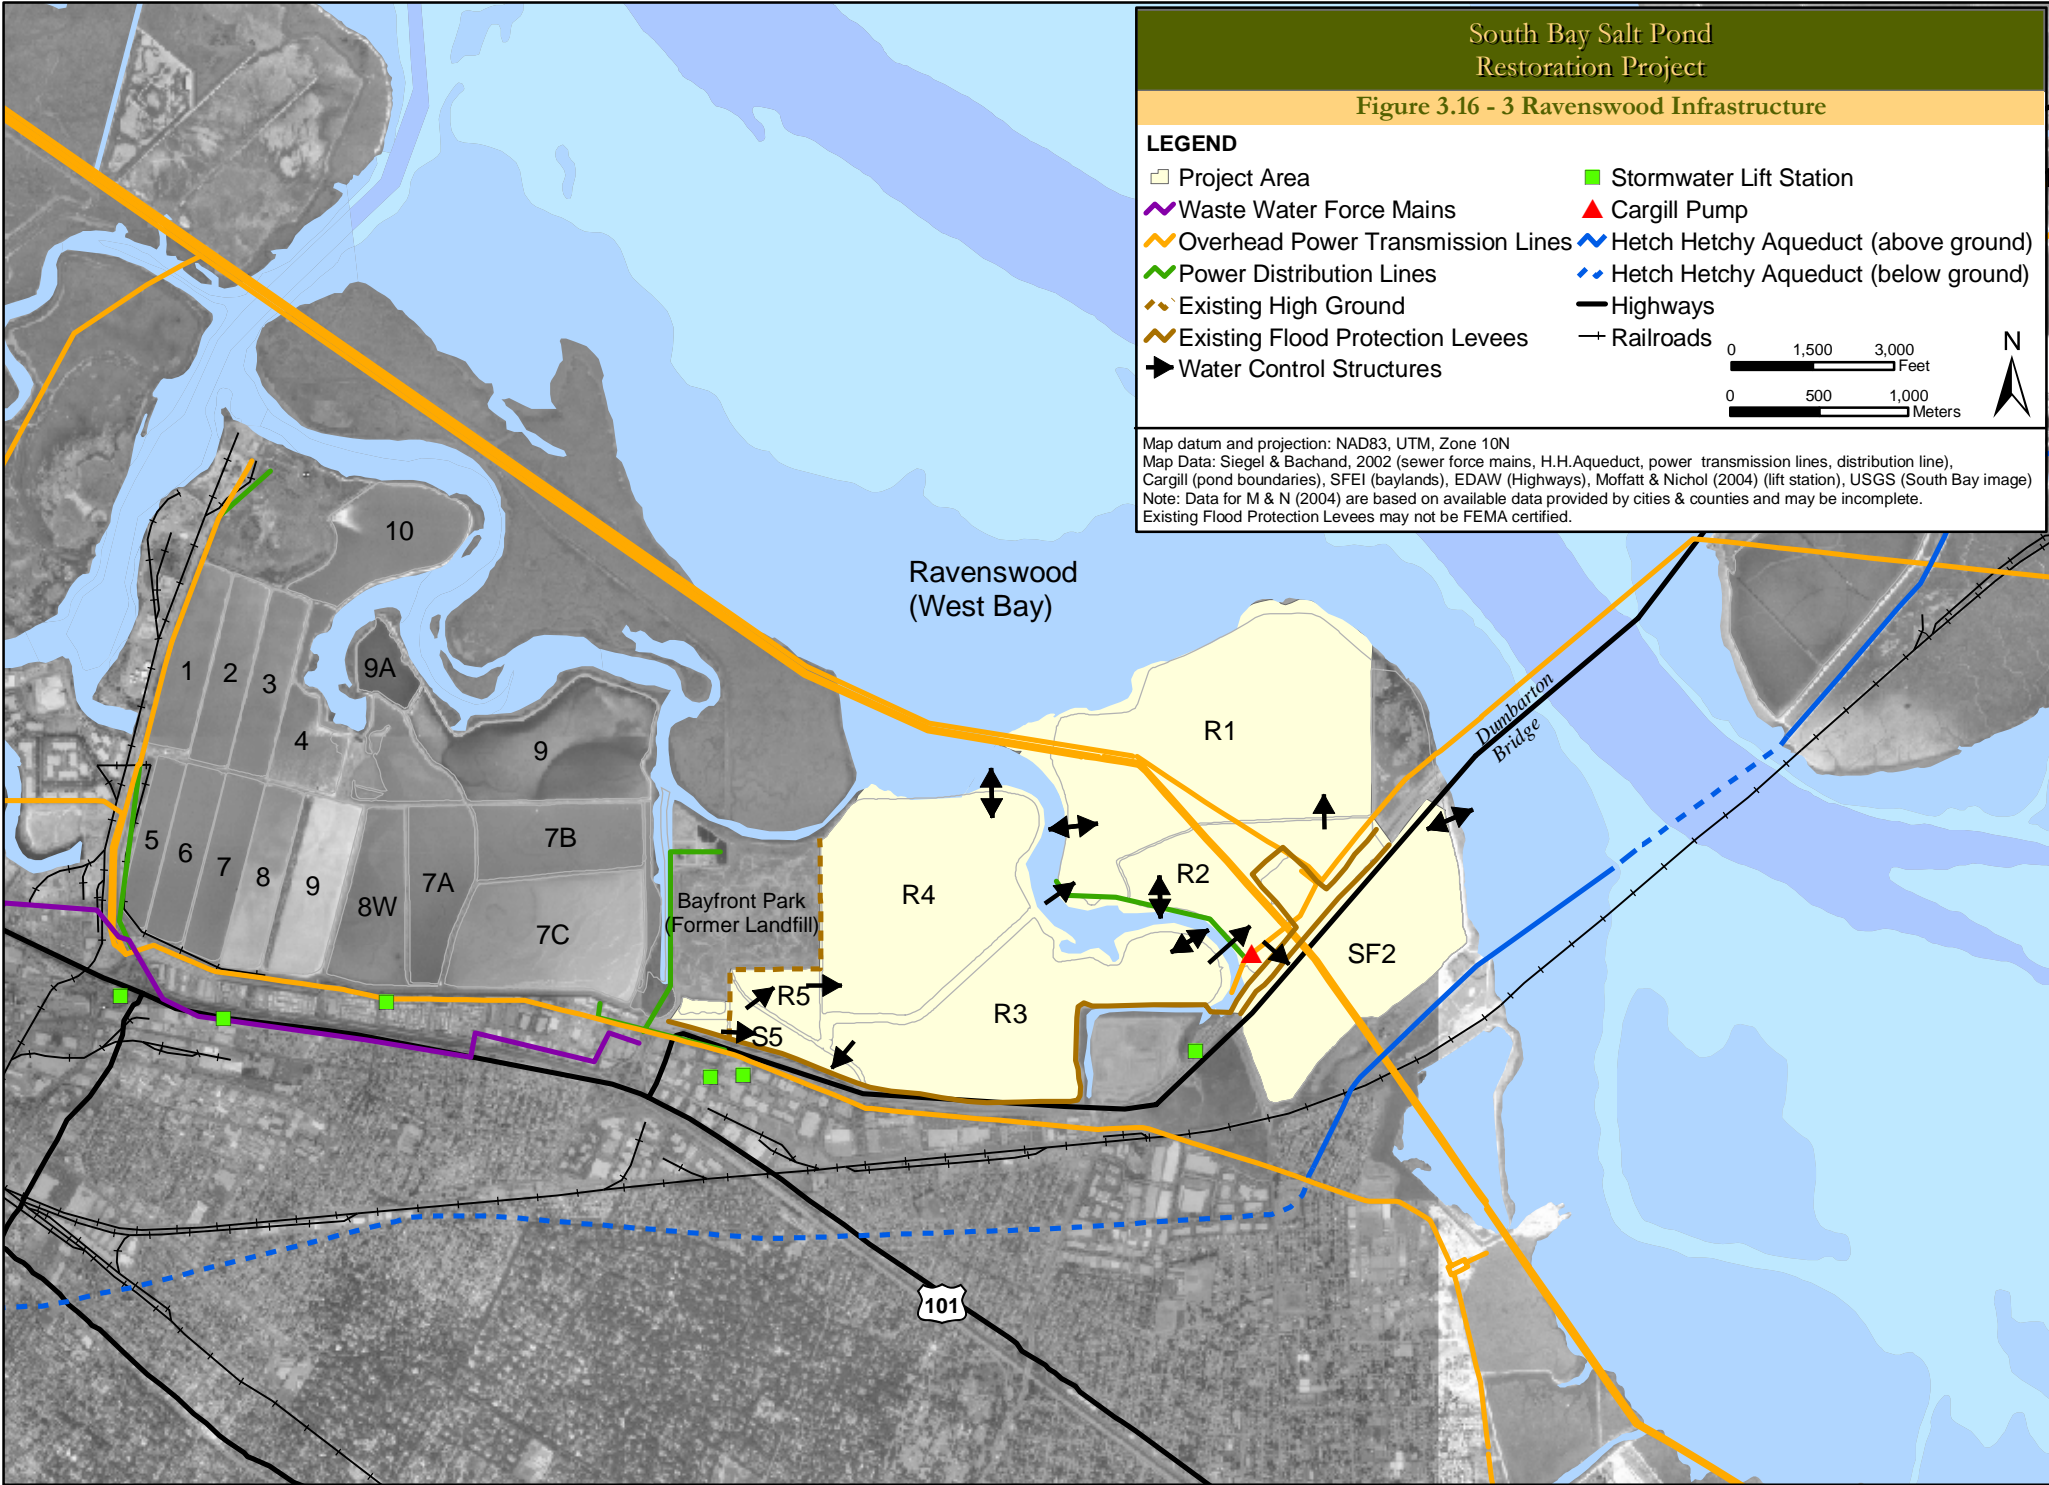 South Bay Salt Pond
Restoration Project
Figure 3.16 - 3 Ravenswood Infrastructure
LEGEND
Project Area
Waste Water Force Mains
Overhead Power Transmission Lines
Power Distribution Lines
Existing High Ground
Existing Flood Protection Levees
Water Control Structures
Stormwater Lift Station
Cargill Pump
Hetch Hetchy Aqueduct (above ground)
Hetch Hetchy Aqueduct (below ground)
Highways
Railroads
0 1,500 3,000
Feet
0 500 1,000
Meters
N
Map datum and projection: NAD83, UTM, Zone 10N
Map Data: Siegel & Bachand, 2002 (sewer force mains, H.H.Aqueduct, power transmission lines, distribution line),
Cargill (pond boundaries), SFEI (baylands), EDAW (Highways), Moffatt & Nichol (2004) (lift station), USGS (South Bay image)
Note: Data for M & N (2004) are based on available data provided by cities & counties and may be incomplete.
Existing Flood Protection Levees may not be FEMA certified.
10
Ravenswood
(West Bay)
1
2
3
4
9A
9
R1
Dumbarton
Bridge
5
6
7
8
9
8W
7A
7B
7C
Bayfront Park
(Former Landfill)
R4
R2
SF2
R5
S5
R3
101